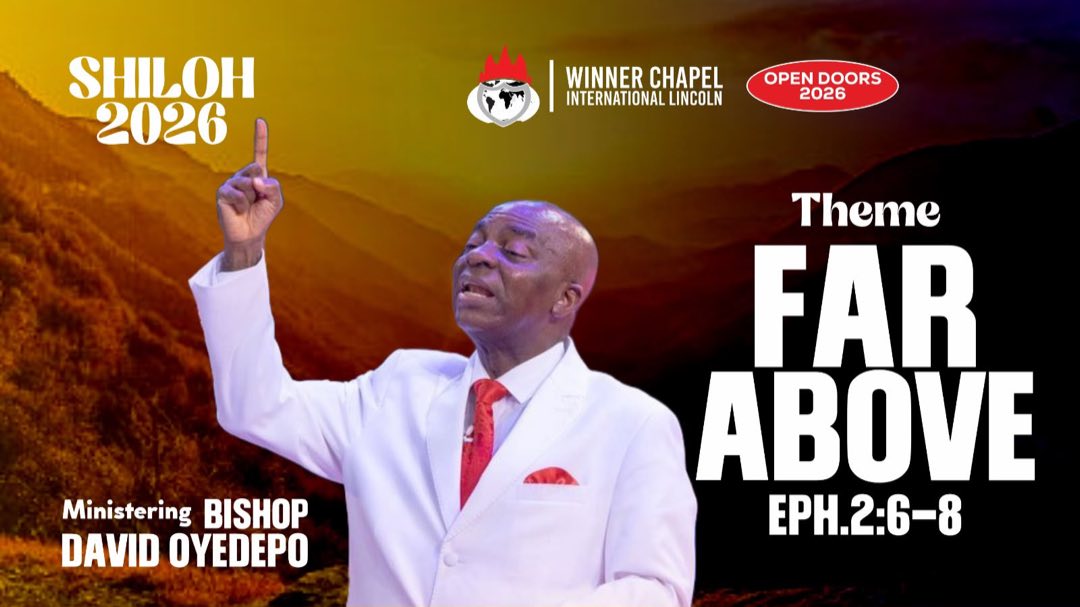 SHILOH
2026
WINNER CHAPEL
INTERNATIONAL LINCOLN
OPEN DOORS
2026
Theme
FAR
ABOVE
EPH.2:6-8
Ministering BISHOP
DAVID OYEDEPO